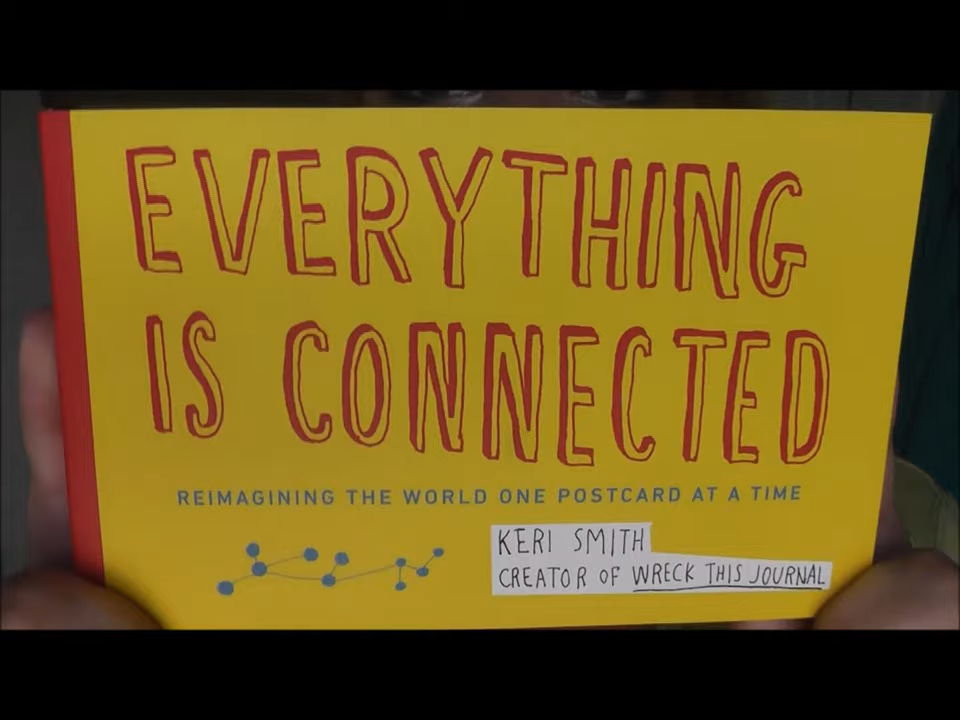 EVERYTHING
IS CONNECTED
REIMAGINING THE WORLD ONE POSTCARD AT A TIME
KERI SMITH
CREATOR OF WRECK THIS JOURNAL